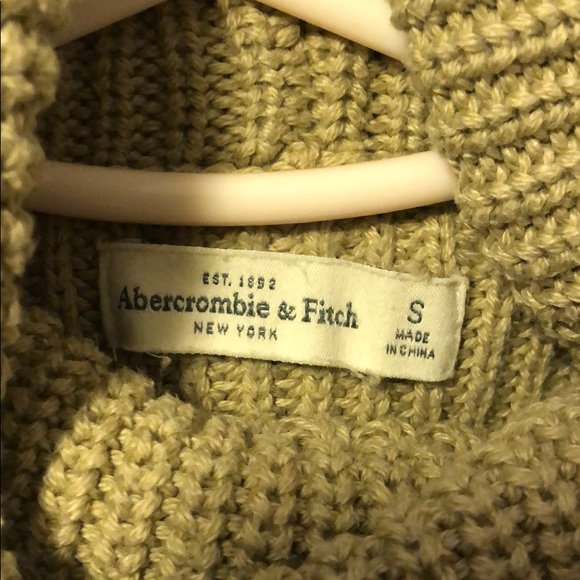 EST. 1892
Abercrombie & Fitch
NEW YORK
S
MADE
IN CHINA